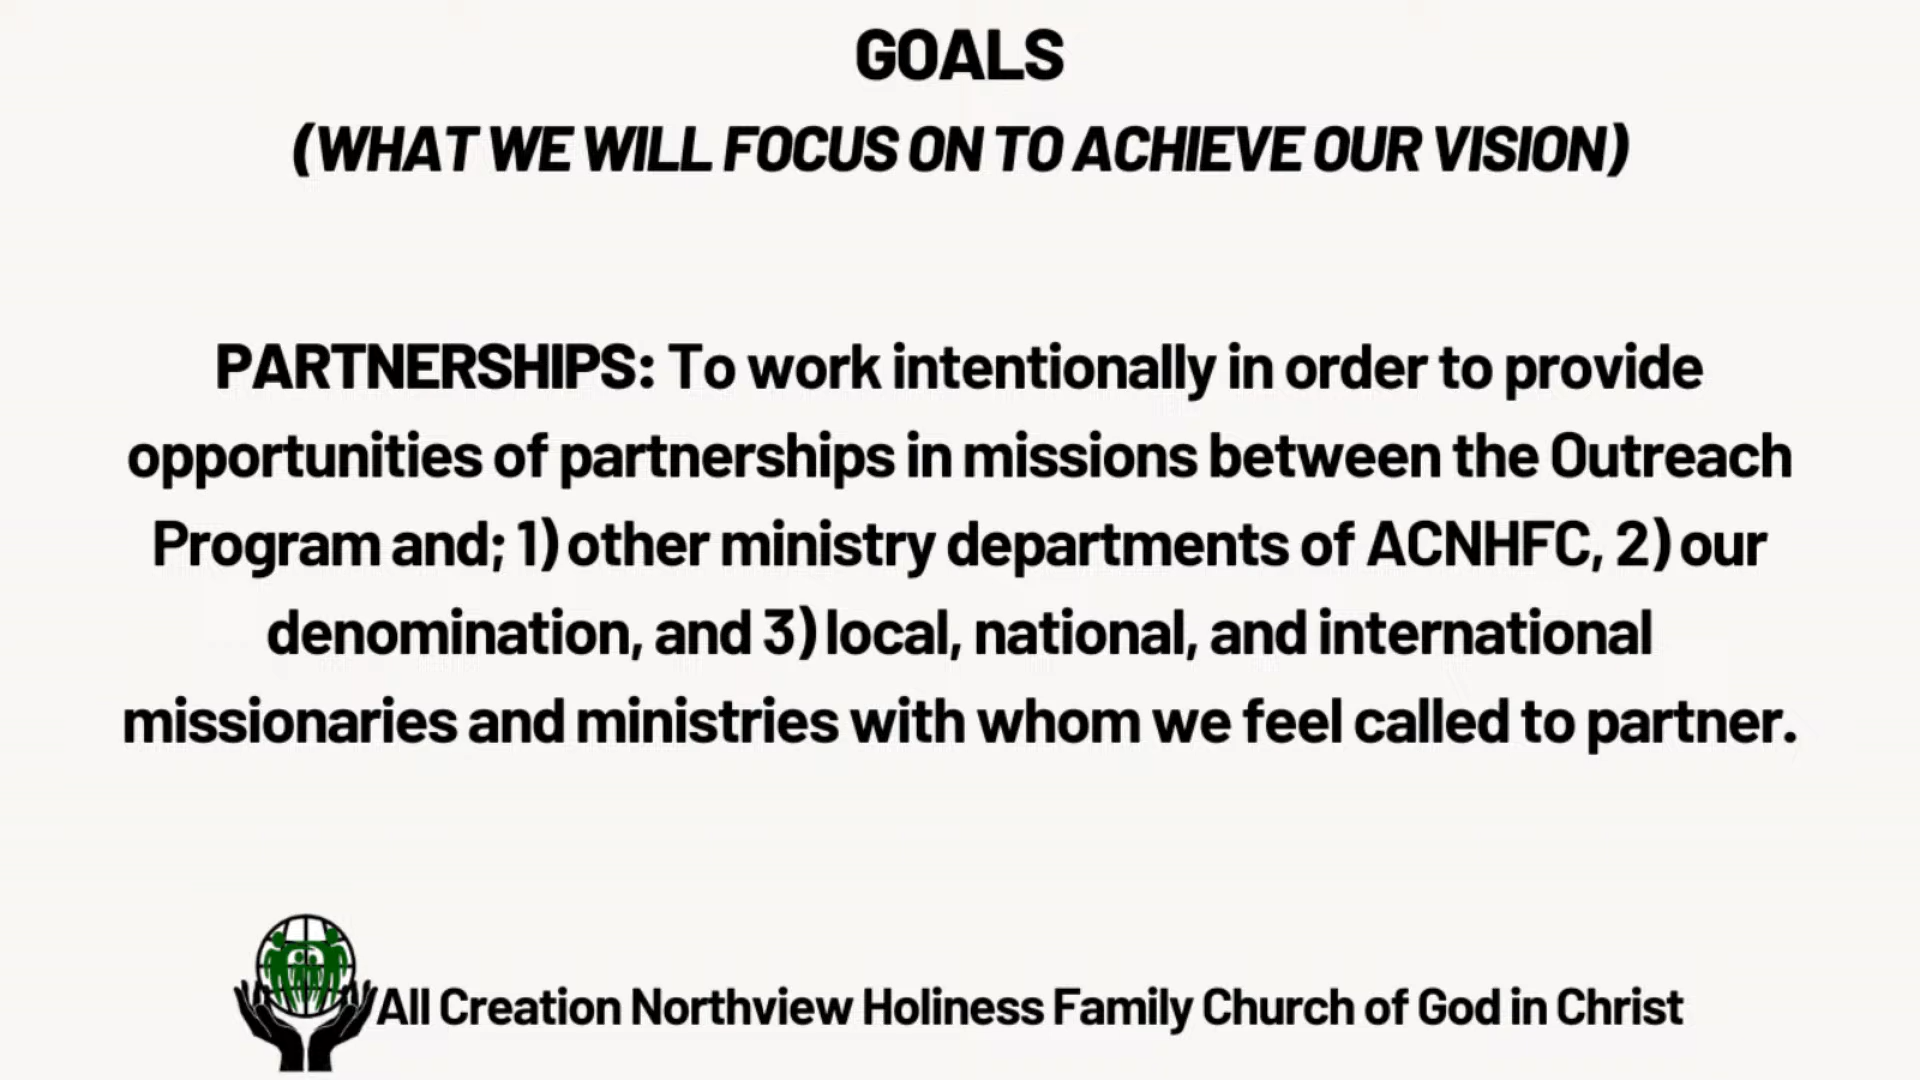 GOALS
(WHAT WE WILL FOCUS ON TO ACHIEVE OUR VISION)
PARTNERSHIPS: To work intentionally in order to provide
opportunities of partnerships in missions between the Outreach
Program and; 1) other ministry departments of ACNHFC, 2) our
denomination, and 3) local, national, and international
missionaries and ministries with whom we feel called to partner.
All Creation Northview Holiness Family Church of God in Christ